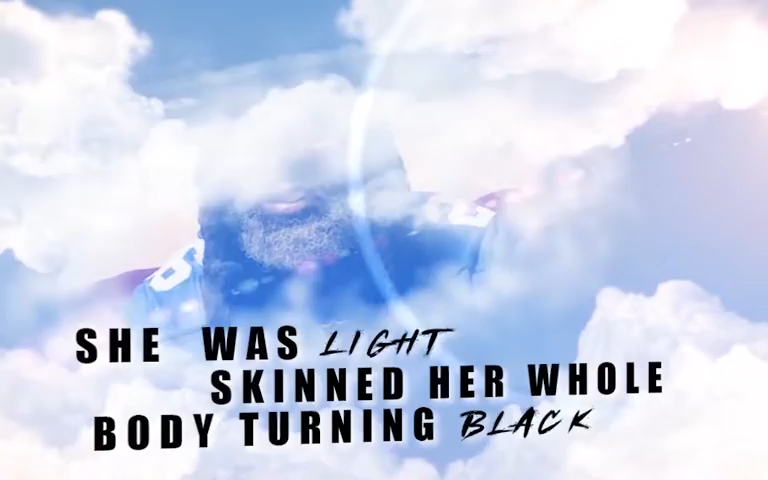 SHE WAS LIGHT
SKINNED HER WHOLE
BODY TURNING BLACK